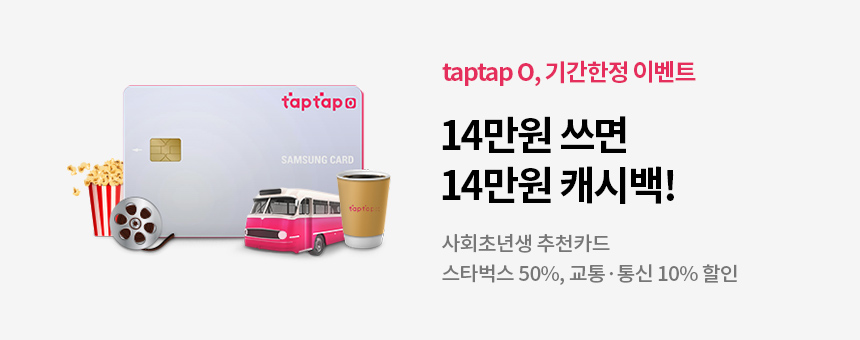 taptap O, 기간한정 이벤트
14만원 쓰면
14만원 캐시백!
사회초년생 추천카드
스타벅스 50%, 교통·통신 10% 할인
taptap O
SAMSUNG CARD
taptap